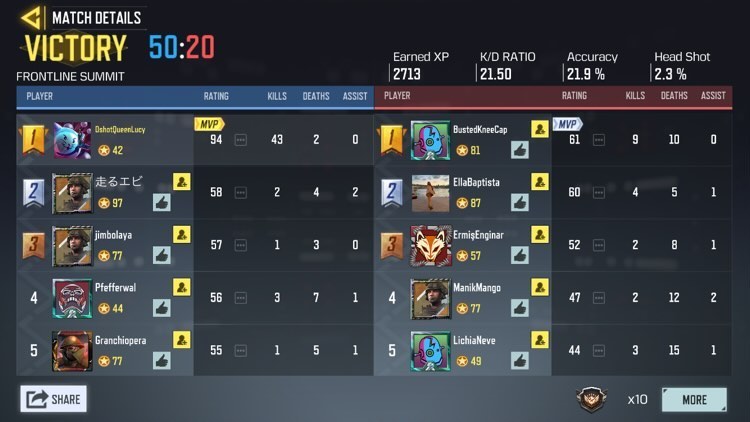 MATCH DETAILS
VICTORY 50:20
FRONTLINE SUMMIT
Earned XP K/D RATIO Accuracy Head Shot
2713 21.50 21.9 % 2.3 %
PLAYER RATING KILLS DEATHS ASSIST
1 OshotQueenLucy 42 MVP 94 43 2 0
2 走るエビ 97 58 2 4 2
3 jimbolaya 77 57 1 3 0
4 Pfefferwal 44 56 3 7 1
5 Granchiopera 77 55 1 5 1
PLAYER RATING KILLS DEATHS ASSIST
1 BustedKneeCap 81 MVP 61 9 10 0
2 EllaBaptista 87 60 4 5 1
3 ErmişEnginar 57 52 2 8 1
4 ManikMango 77 47 2 12 2
5 LichiaNeve 49 44 3 15 1
SHARE
x10
MORE